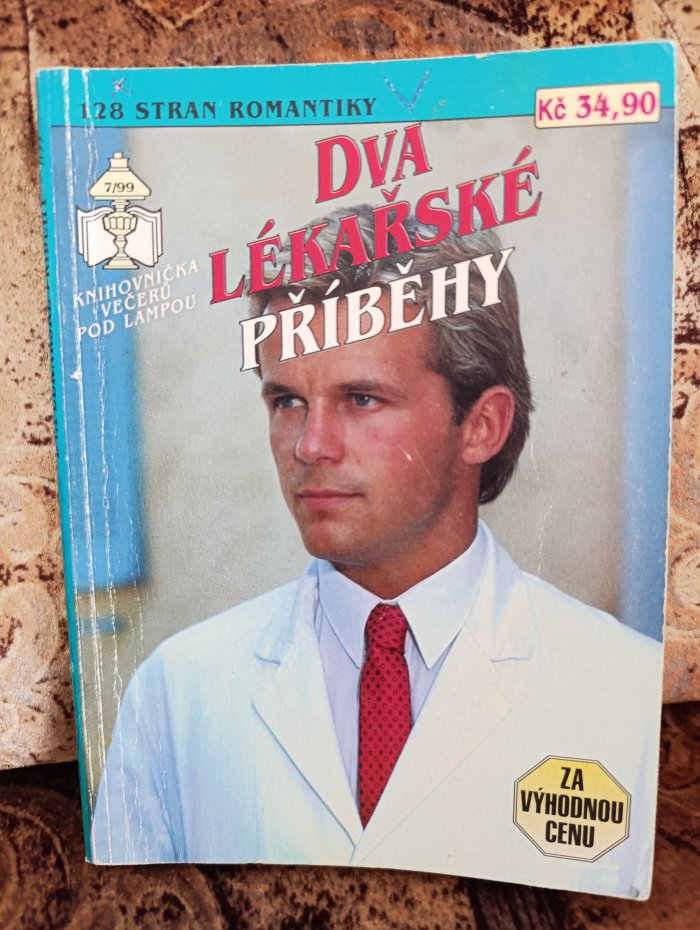 128 STRAN ROMANTIKY
Kč 34,90
7/99
KNIHOVNIČKA
VEČERŮ
POD LAMPOU
DVA
LÉKAŘSKÉ
PŘÍBĚHY
ZA
VÝHODNOU
CENU